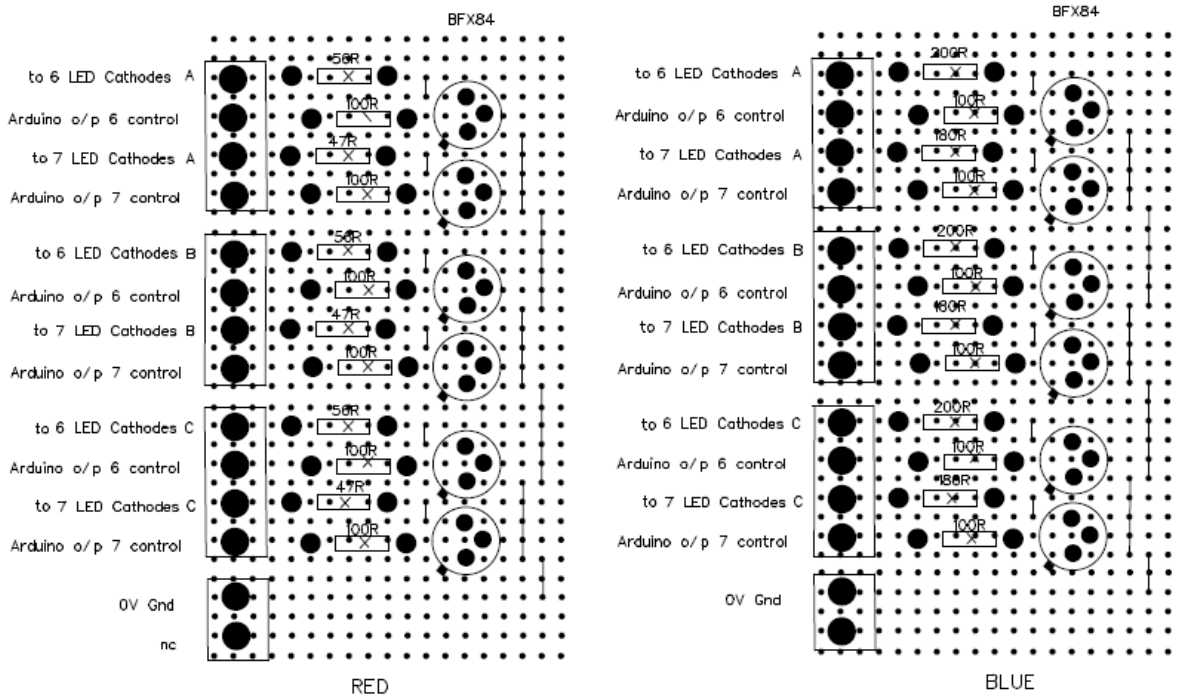 BFX84
56R
to 6 LED Cathodes A
100R
Arduino o/p 6 control
47R
to 7 LED Cathodes A
100R
Arduino o/p 7 control
56R
to 6 LED Cathodes B
100R
Arduino o/p 6 control
47R
to 7 LED Cathodes B
100R
Arduino o/p 7 control
56R
to 6 LED Cathodes C
100R
Arduino o/p 6 control
47R
to 7 LED Cathodes C
100R
Arduino o/p 7 control
0V Gnd
nc
RED
BFX84
200R
to 6 LED Cathodes A
100R
Arduino o/p 6 control
180R
to 7 LED Cathodes A
100R
Arduino o/p 7 control
200R
to 6 LED Cathodes B
100R
Arduino o/p 6 control
180R
to 7 LED Cathodes B
100R
Arduino o/p 7 control
200R
to 6 LED Cathodes C
100R
Arduino o/p 6 control
180R
to 7 LED Cathodes C
100R
Arduino o/p 7 control
0V Gnd
BLUE